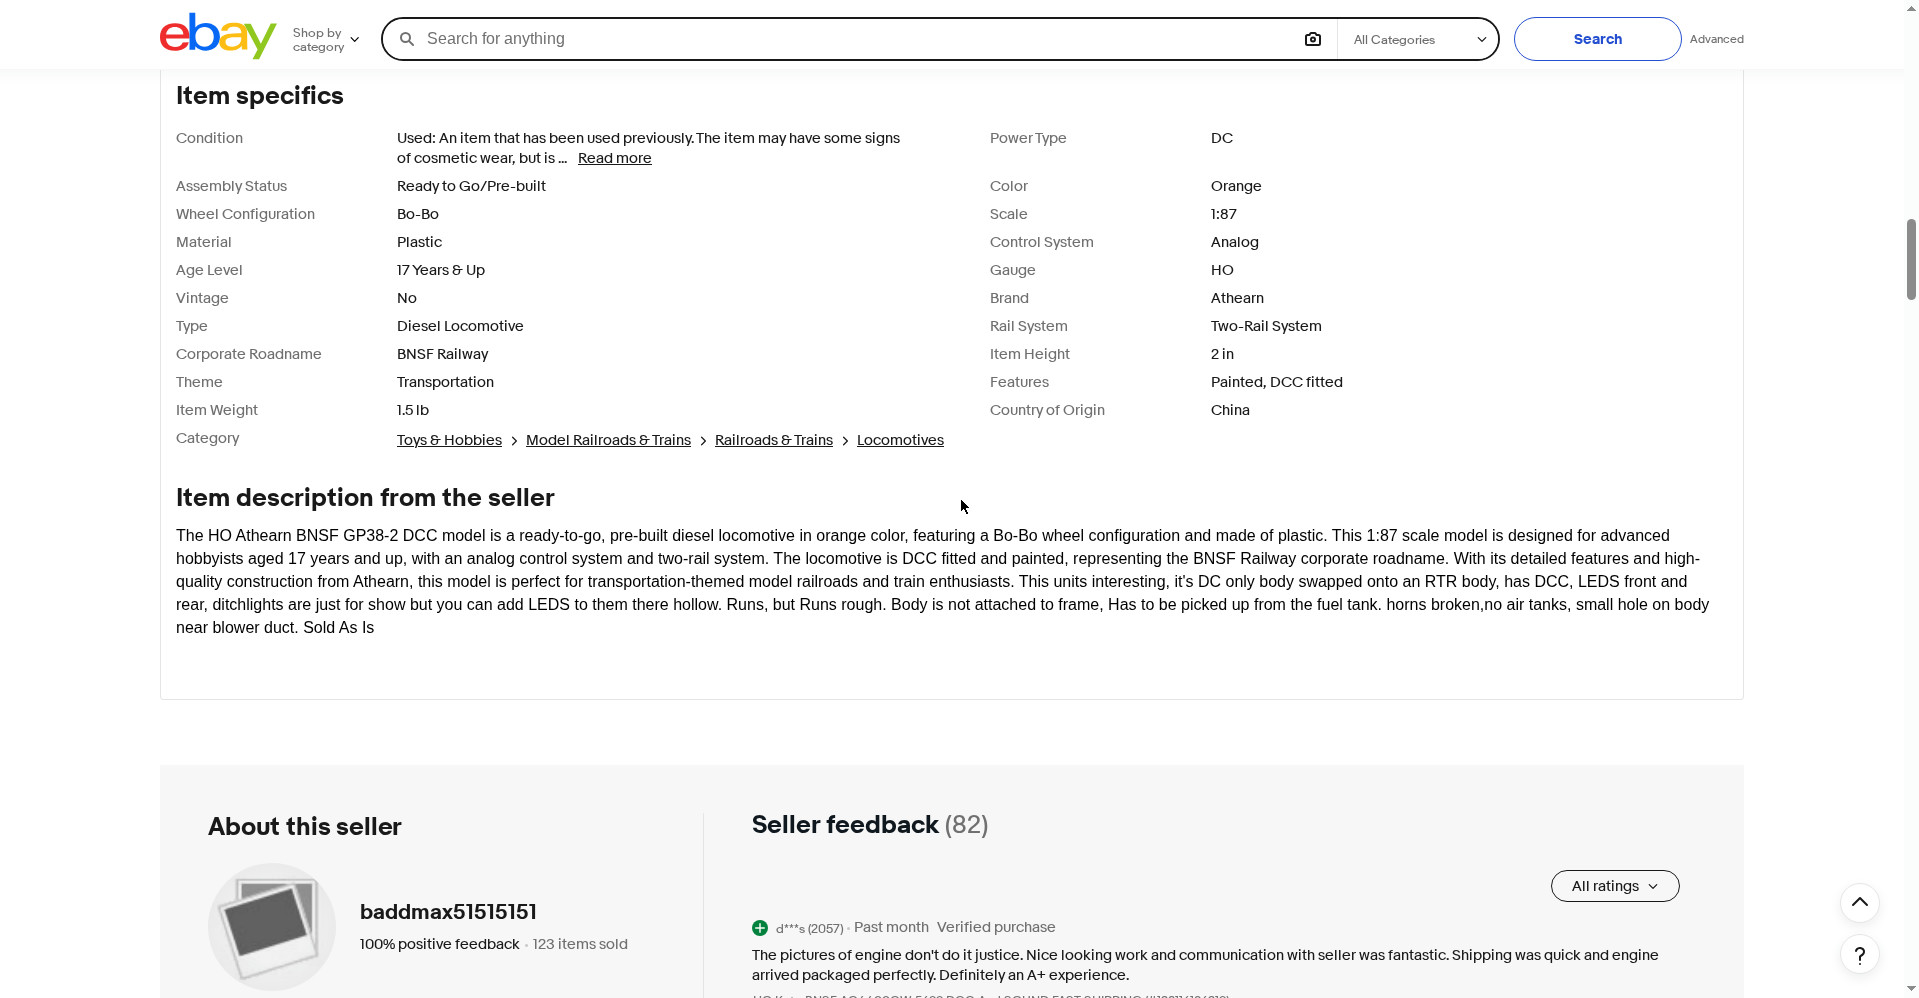 ebay
Shop by
category
Search for anything
All Categories
Search
Advanced
Item specifics
Condition
Used: An item that has been used previously. The item may have some signs
of cosmetic wear, but is ... Read more
Power Type
DC
Assembly Status
Ready to Go/Pre-built
Color
Orange
Wheel Configuration
Bo-Bo
Scale
1:87
Material
Plastic
Control System
Analog
Age Level
17 Years & Up
Gauge
HO
Vintage
No
Brand
Athearn
Type
Diesel Locomotive
Rail System
Two-Rail System
Corporate Roadname
BNSF Railway
Item Height
2 in
Theme
Transportation
Features
Painted, DCC fitted
Item Weight
1.5 lb
Country of Origin
China
Category
Toys & Hobbies > Model Railroads & Trains > Railroads & Trains > Locomotives
Item description from the seller
The HO Athearn BNSF GP38-2 DCC model is a ready-to-go, pre-built diesel locomotive in orange color, featuring a Bo-Bo wheel configuration and made of plastic. This 1:87 scale model is designed for advanced
hobbyists aged 17 years and up, with an analog control system and two-rail system. The locomotive is DCC fitted and painted, representing the BNSF Railway corporate roadname. With its detailed features and high-
quality construction from Athearn, this model is perfect for transportation-themed model railroads and train enthusiasts. This units interesting, it's DC only body swapped onto an RTR body, has DCC, LEDS front and
rear, ditchlights are just for show but you can add LEDS to them there hollow. Runs, but Runs rough. Body is not attached to frame, Has to be picked up from the fuel tank. horns broken,no air tanks, small hole on body
near blower duct. Sold As Is
About this seller
baddmax51515151
100% positive feedback • 123 items sold
Seller feedback (82)
All ratings
d***s (2057) • Past month Verified purchase
The pictures of engine don't do it justice. Nice looking work and communication with seller was fantastic. Shipping was quick and engine
arrived packaged perfectly. Definitely an A+ experience.